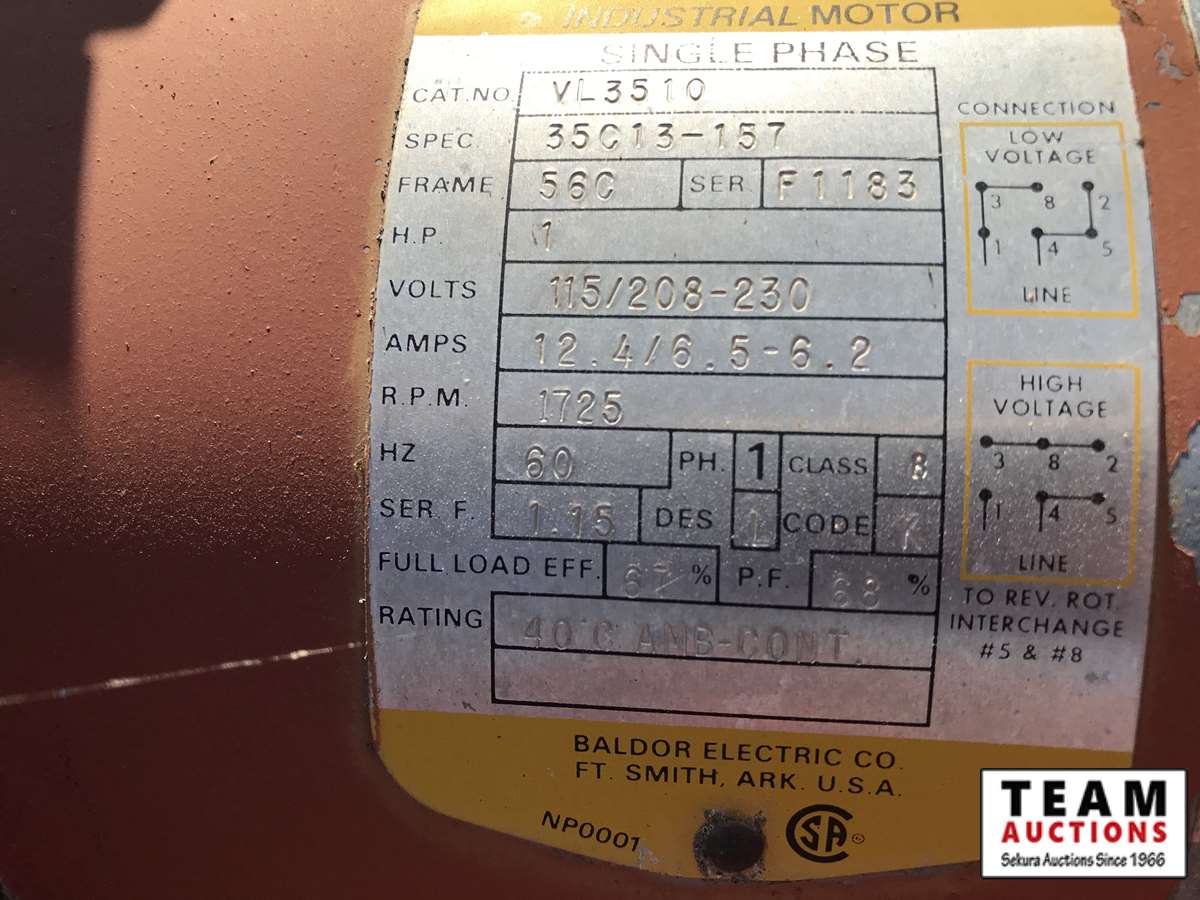 INDUSTRIAL MOTOR
SINGLE PHASE
CAT.NO. VL3510
SPEC. 35C13-157
FRAME 56C SER. F1183
H.P. 1
VOLTS 115/208-230
AMPS 12.4/6.5-6.2
R.P.M. 1725
HZ 60 PH. 1 CLASS B
SER. F. 1.15 DES L CODE K
FULL LOAD EFF. 67 % P.F. 68 %
RATING 40 C AMB-CONT.
CONNECTION
LOW
VOLTAGE
3 8 2
1 4 5
LINE
HIGH
VOLTAGE
3 8 2
1 4 5
LINE
TO REV. ROT.
INTERCHANGE
#5 & #8
BALDOR ELECTRIC CO.
FT. SMITH, ARK. U.S.A.
NP0001
SA ®
TEAM
AUCTIONS
Sekura Auctions Since 1966